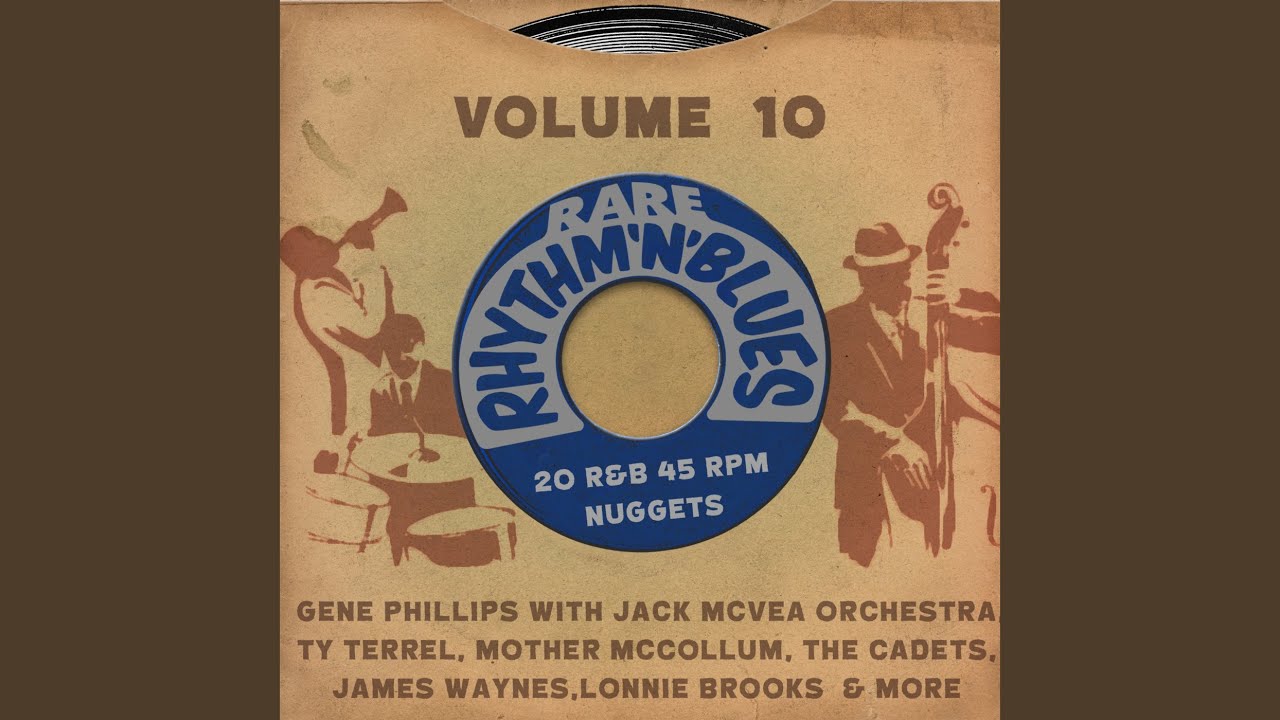 VOLUME 10
RARE
RHYTHM'N'BLUES
20 R&B 45 RPM
NUGGETS
GENE PHILLIPS WITH JACK MCVEA ORCHESTRA,
TY TERREL, MOTHER MCCOLLUM, THE CADETS,
JAMES WAYNES,LONNIE BROOKS & MORE